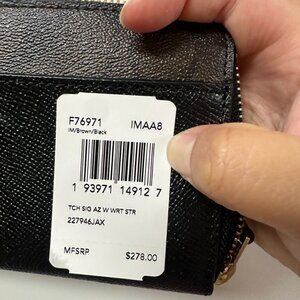 F76971 IMAA8
IM/Brown/Black
1 93971 14912 7
TCH SIG AZ W WRT STR
227946JAX
MFSRP $278.00